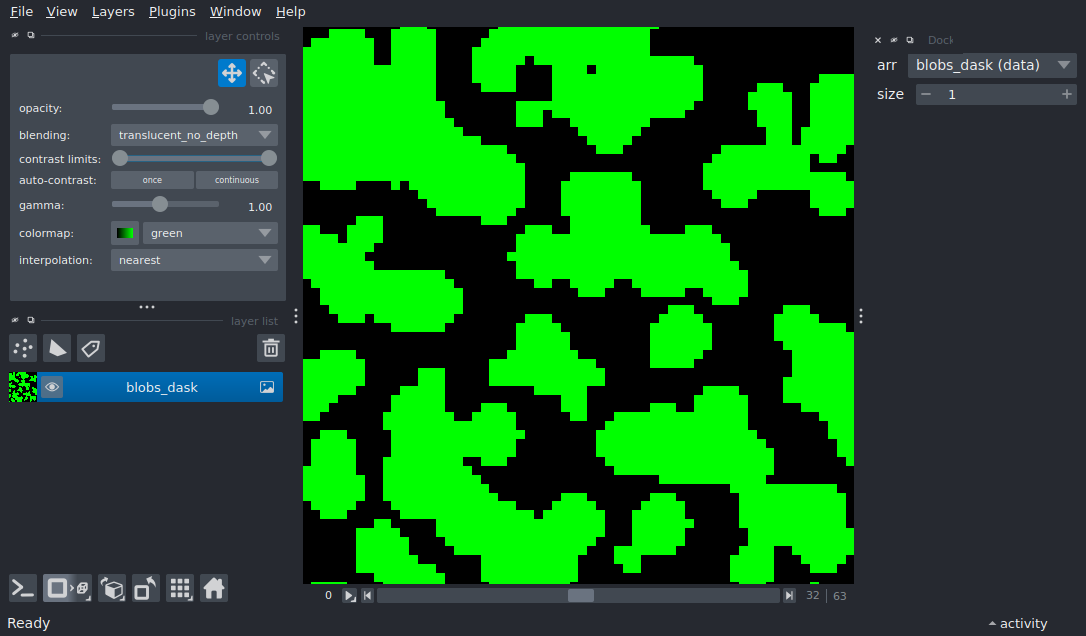 File View Layers Plugins Window Help
layer controls
opacity: 1.00
blending: translucent_no_depth
contrast limits:
auto-contrast: once continuous
gamma: 1.00
colormap: green
interpolation: nearest
layer list
blobs_dask
0 32 63
Ready
activity
Dock
arr blobs_dask (data)
size 1